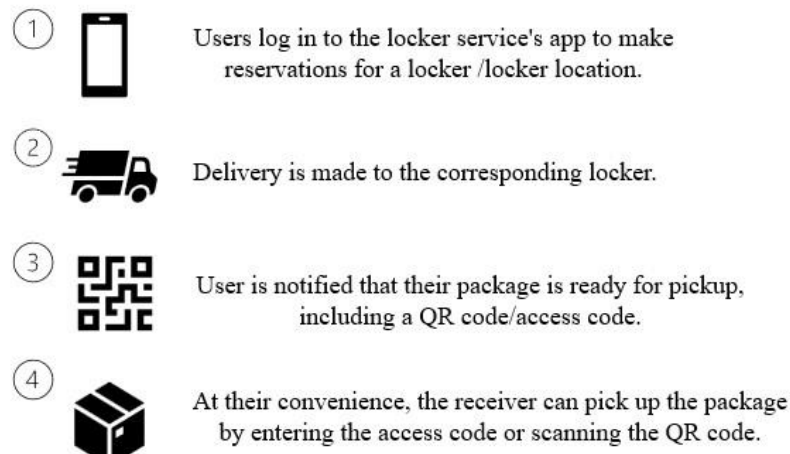 1
Users log in to the locker service's app to make
reservations for a locker /locker location.
2
Delivery is made to the corresponding locker.
3
User is notified that their package is ready for pickup,
including a QR code/access code.
4
At their convenience, the receiver can pick up the package
by entering the access code or scanning the QR code.